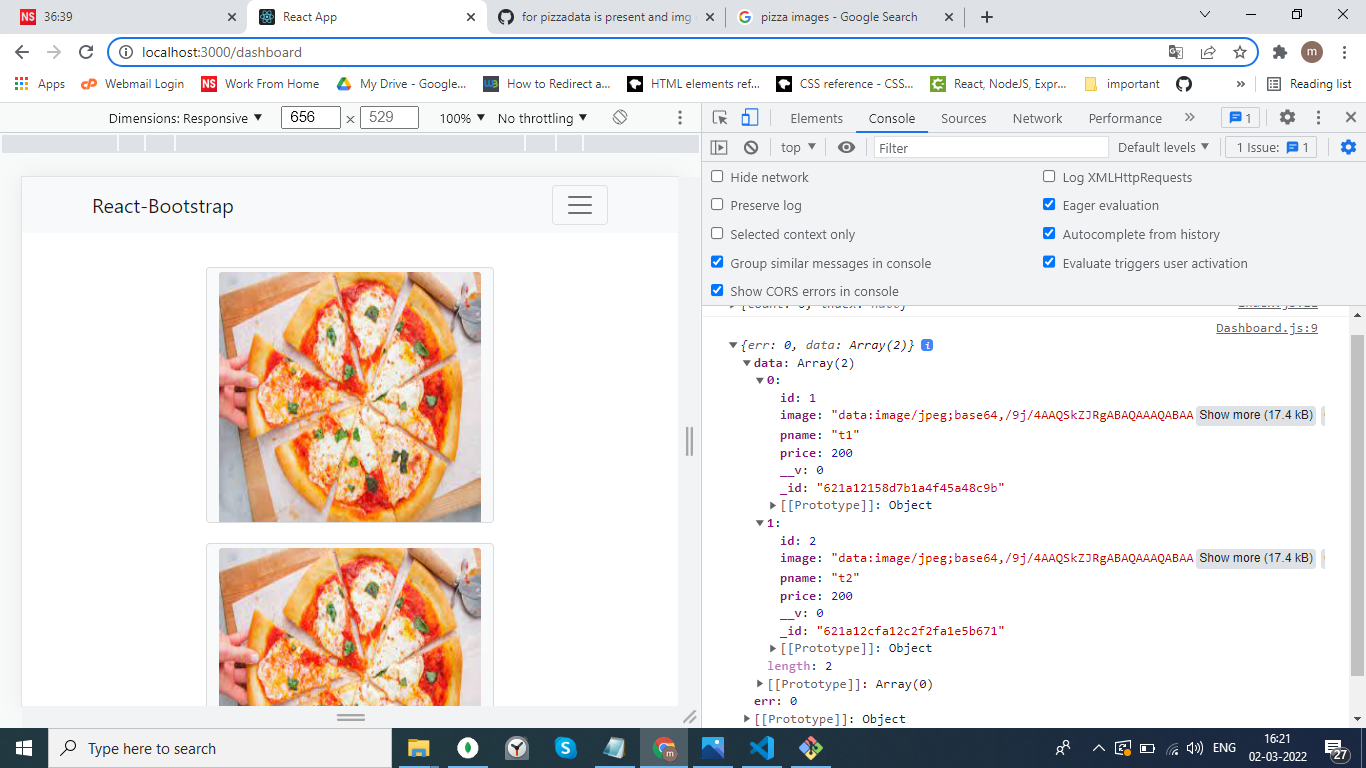 NS 36:39
React App
for pizzadata is present and img
pizza images - Google Search
localhost:3000/dashboard
m
Apps
Webmail Login
NS Work From Home
My Drive - Google...
How to Redirect a...
HTML elements ref...
CSS reference - CSS...
React, NodeJS, Expr...
important
»
Reading list
Dimensions: Responsive
656 × 529
100%
No throttling
Elements
Console
Sources
Network
Performance
»
1
top
Filter
Default levels
1 Issue: 1
Hide network
Log XMLHttpRequests
Preserve log
Eager evaluation
Selected context only
Autocomplete from history
Group similar messages in console
Evaluate triggers user activation
Show CORS errors in console
React-Bootstrap
Dashboard.js:9
{err: 0, data: Array(2)} i
data: Array(2)
0:
id: 1
image: "data:image/jpeg;base64,/9j/4AAQSkZJRgABAQAAAQABAA Show more (17.4 kB)
pname: "t1"
price: 200
__v: 0
_id: "621a12158d7b1a4f45a48c9b"
[[Prototype]]: Object
1:
id: 2
image: "data:image/jpeg;base64,/9j/4AAQSkZJRgABAQAAAQABAA Show more (17.4 kB)
pname: "t2"
price: 200
__v: 0
_id: "621a12cfa12c2f2fa1e5b671"
[[Prototype]]: Object
length: 2
[[Prototype]]: Array(0)
err: 0
[[Prototype]]: Object
Type here to search
m
ENG
16:21
02-03-2022
27